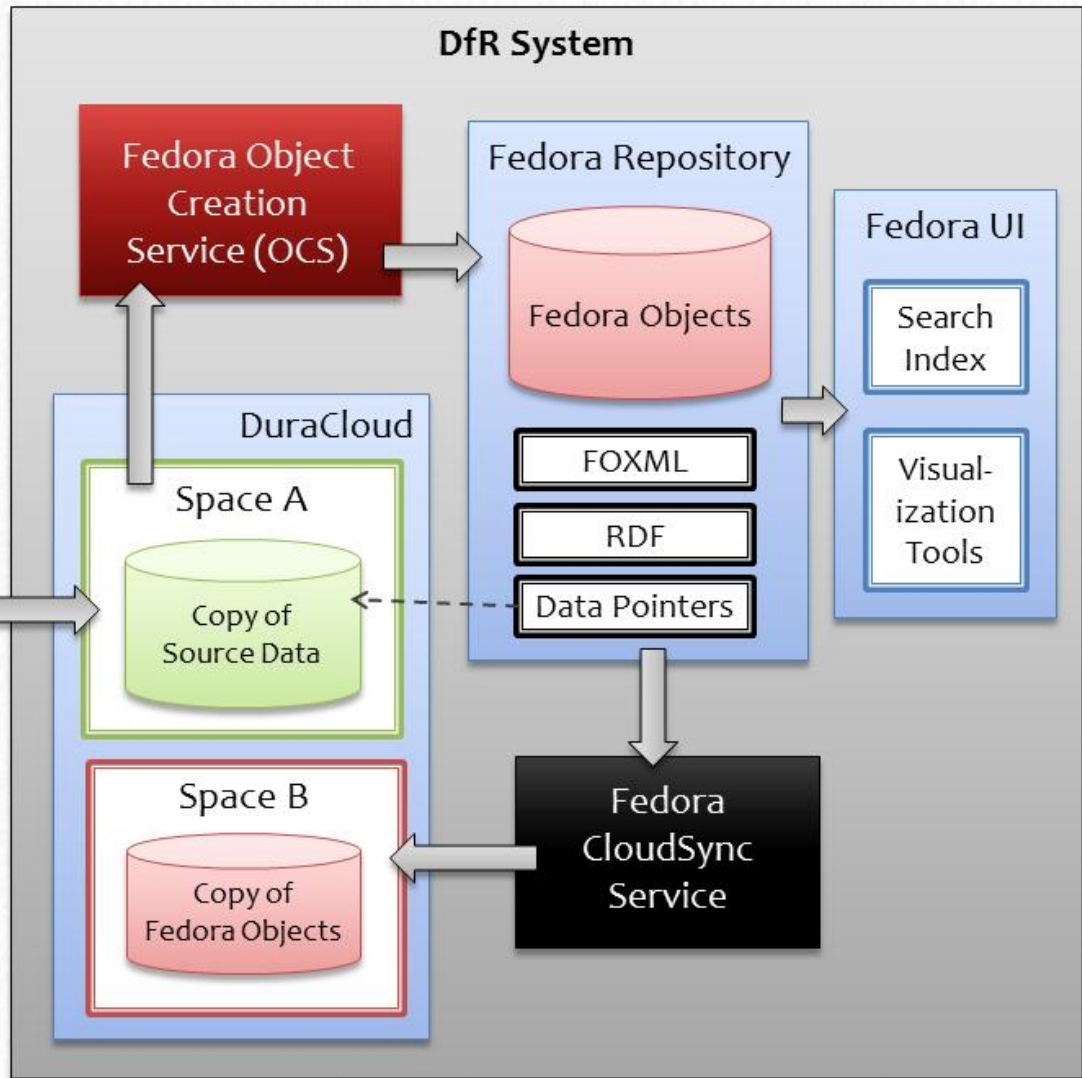 DfR System
Fedora Object
Creation
Service (OCS)
Fedora Repository
Fedora Objects
FOXML
RDF
Data Pointers
Fedora UI
Search
Index
Visual-
ization
Tools
DuraCloud
Space A
Copy of
Source Data
Space B
Copy of
Fedora Objects
Fedora
CloudSync
Service